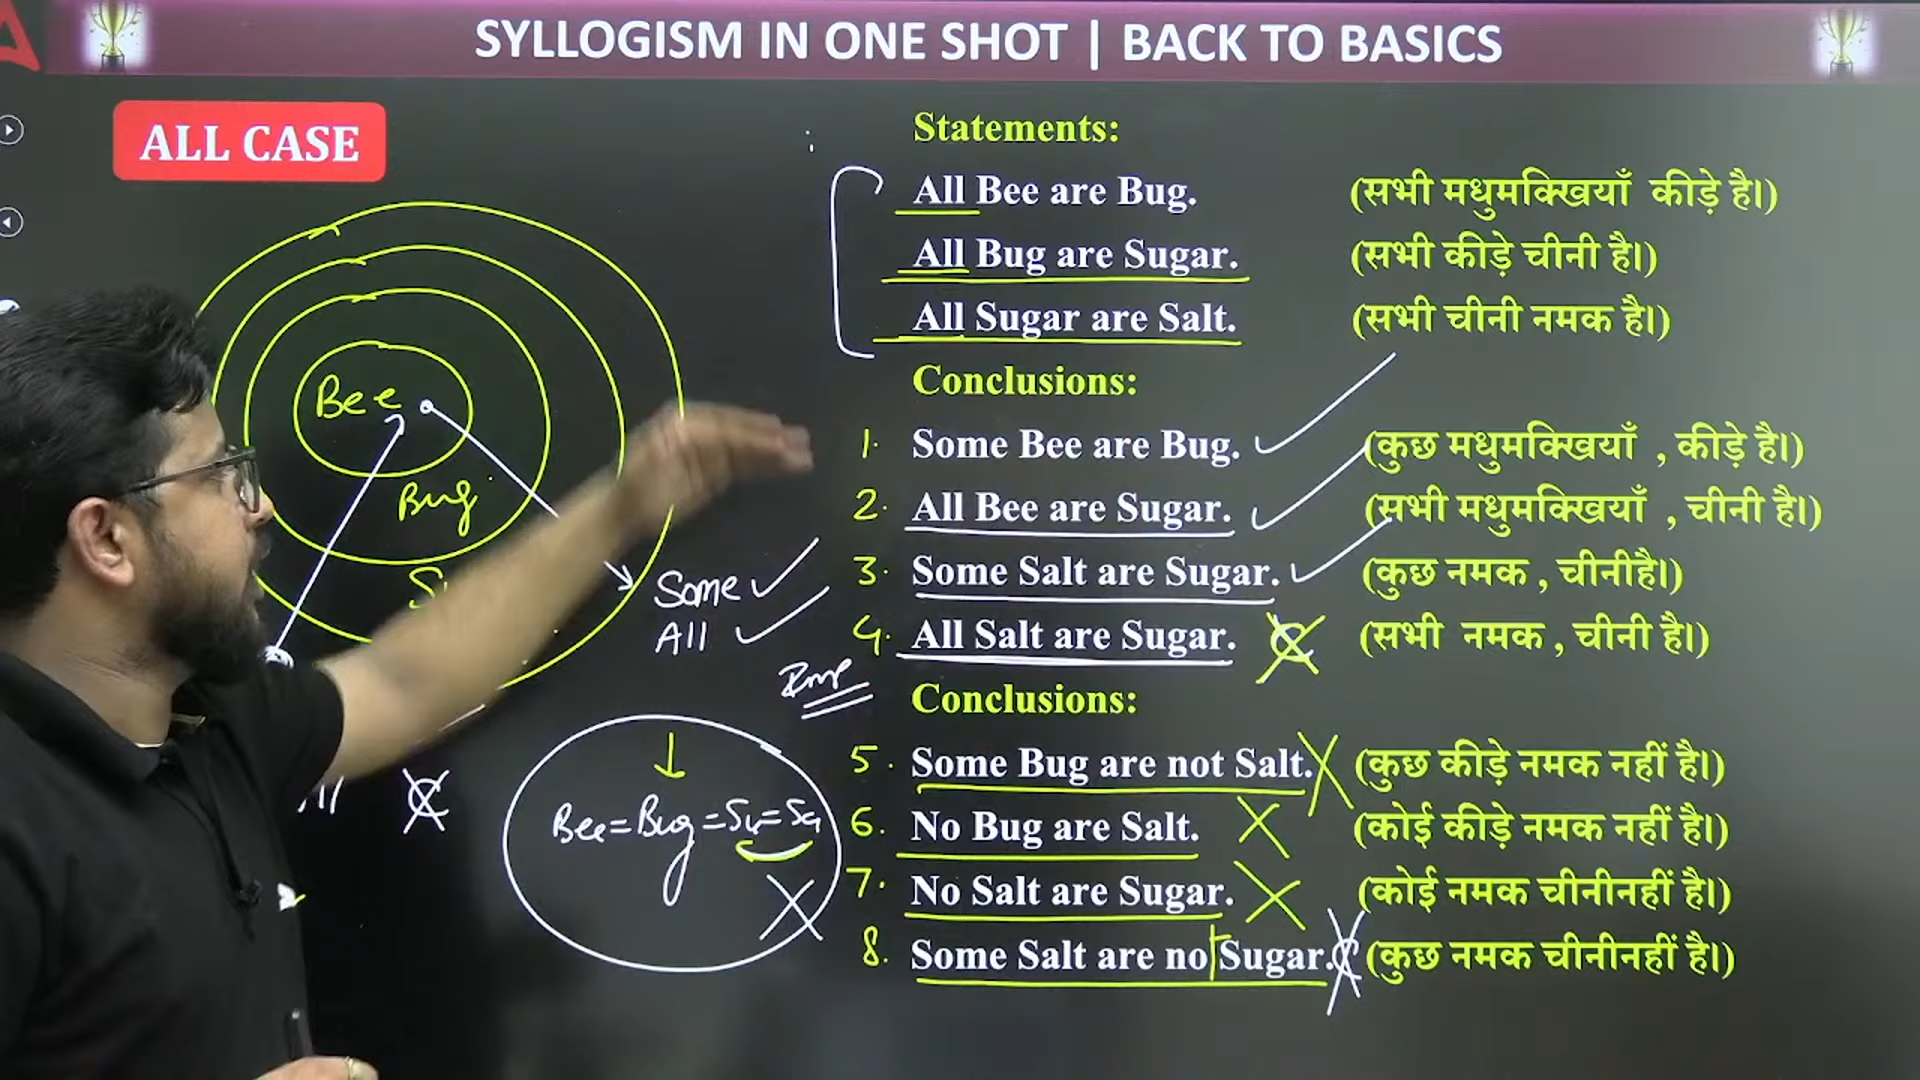 SYLLOGISM IN ONE SHOT | BACK TO BASICS
ALL CASE
Statements:
All Bee are Bug. (सभी मधुमक्खियाँ कीड़े है।)
All Bug are Sugar. (सभी कीड़े चीनी है।)
All Sugar are Salt. (सभी चीनी नमक है।)
Conclusions:
1. Some Bee are Bug. (कुछ मधुमक्खियाँ , कीड़े है।)
2. All Bee are Sugar. (सभी मधुमक्खियाँ , चीनी है।)
3. Some Salt are Sugar. (कुछ नमक , चीनीहै।)
4. All Salt are Sugar. (सभी नमक , चीनी है।)
Conclusions:
5. Some Bug are not Salt. (कुछ कीड़े नमक नहीं है।)
6. No Bug are Salt. (कोई कीड़े नमक नहीं है।)
7. No Salt are Sugar. (कोई नमक चीनीनहीं है।)
8. Some Salt are not Sugar. (कुछ नमक चीनीनहीं है।)
Bee
Bug
Some
All
Imp
Bee=Bug=Su=Sa